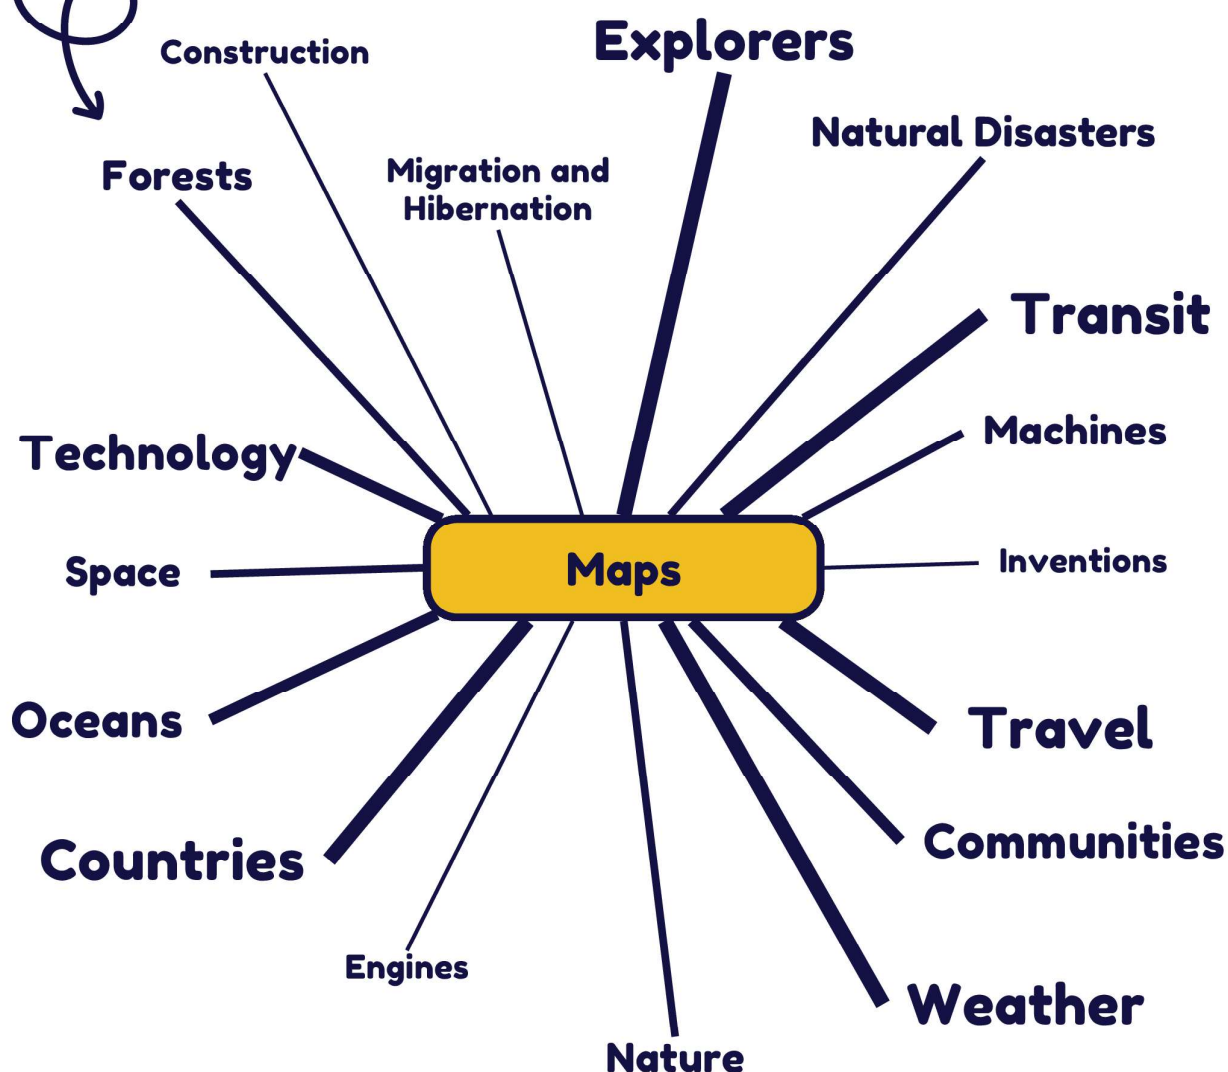 Construction
Explorers
Natural Disasters
Forests
Migration and
Hibernation
Transit
Technology
Machines
Space
Maps
Inventions
Oceans
Travel
Countries
Communities
Engines
Weather
Nature